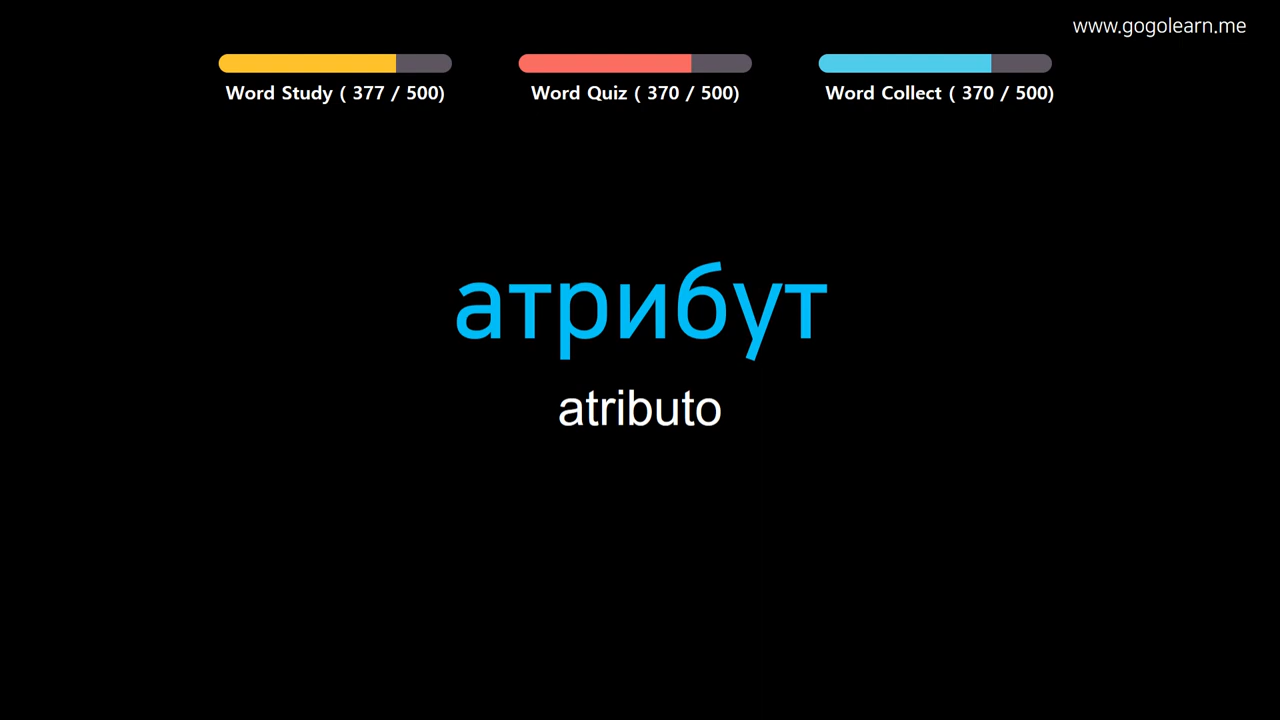 www.gogolearn.me
Word Study ( 377 / 500)
Word Quiz ( 370 / 500)
Word Collect ( 370 / 500)
атрибут
atributo